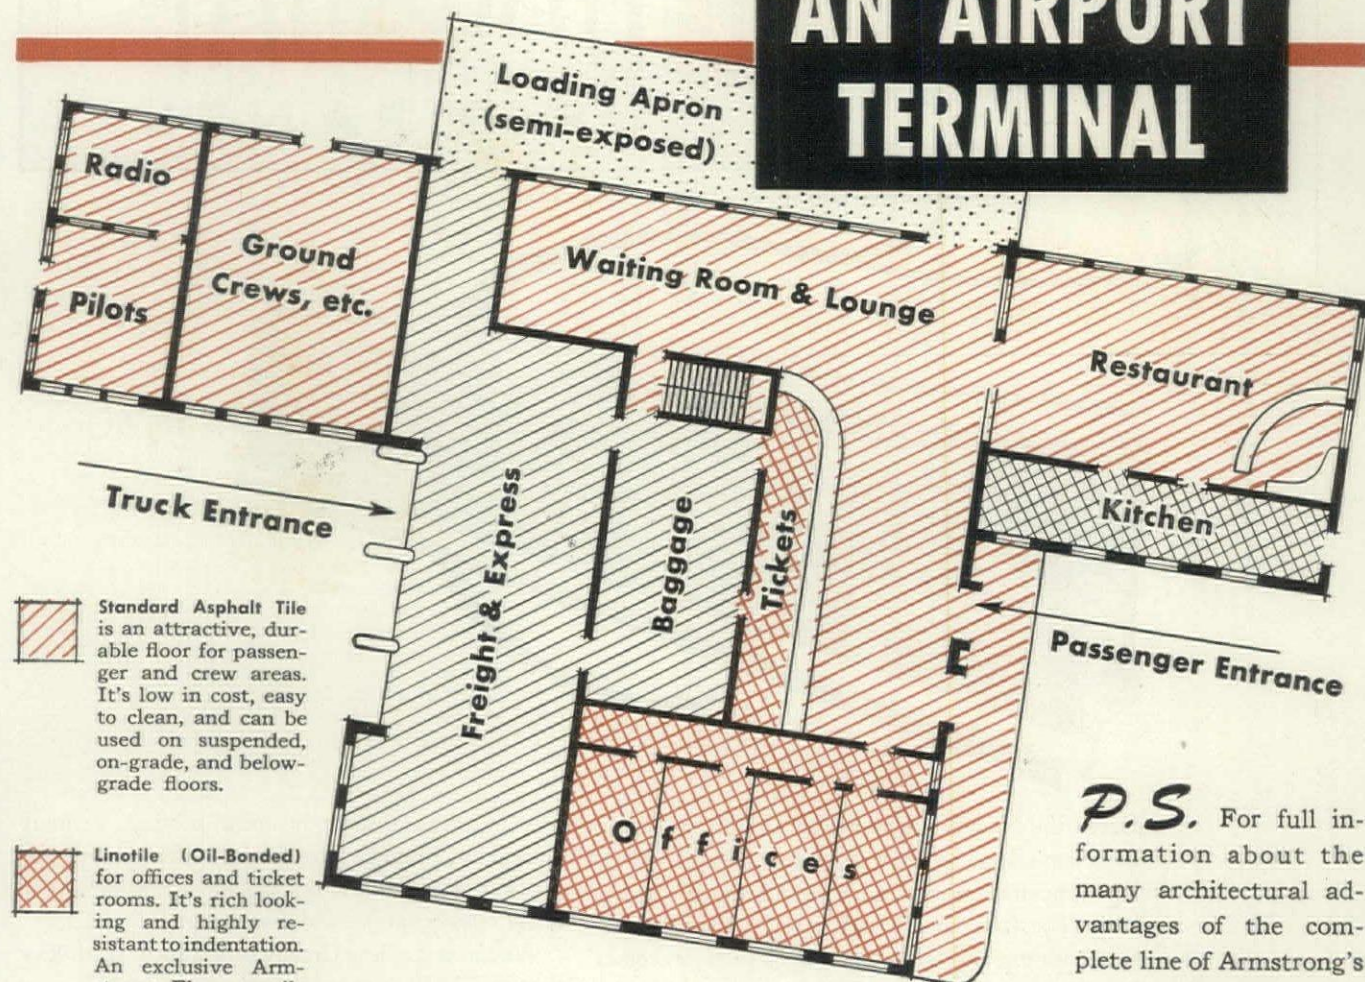 AN AIRPORT
TERMINAL
Loading Apron
(semi-exposed)
Radio
Ground
Crews, etc.
Pilots
Waiting Room & Lounge
Restaurant
Kitchen
Truck Entrance
Freight & Express
Baggage
Tickets
Passenger Entrance
Offices
Standard Asphalt Tile
is an attractive, dur-
able floor for passen-
ger and crew areas.
It's low in cost, easy
to clean, and can be
used on suspended,
on-grade, and below-
grade floors.
Linotile (Oil-Bonded)
for offices and ticket
rooms. It's rich look-
ing and highly re-
sistant to indentation.
An exclusive Arm-
P.S. For full in-
formation about the
many architectural ad-
vantages of the com-
plete line of Armstrong's